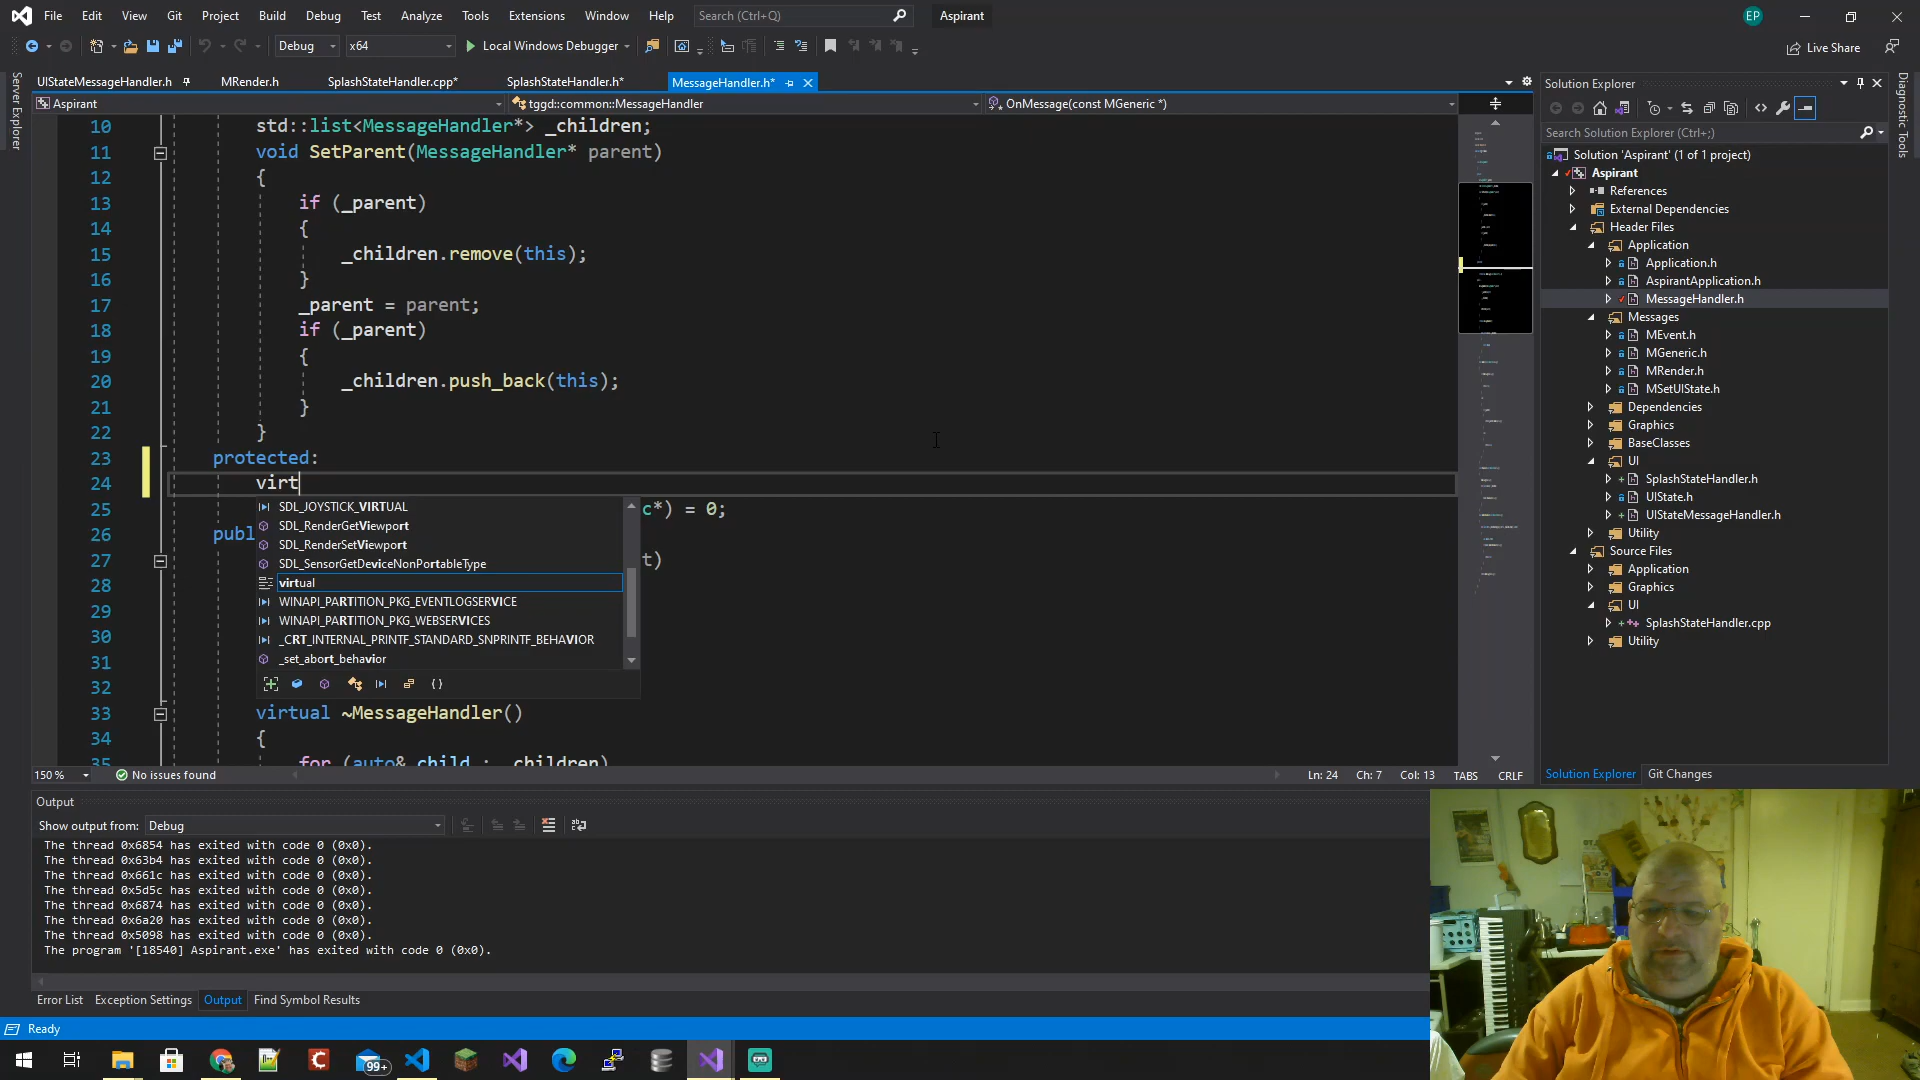 File Edit View Git Project Build Debug Test Analyze Tools Extensions Window Help Search (Ctrl+Q) Aspirant EP
Debug x64 Local Windows Debugger Live Share
UIStateMessageHandler.h MRender.h SplashStateHandler.cpp* SplashStateHandler.h* MessageHandler.h*
Aspirant tggd::common::MessageHandler OnMessage(const MGeneric *)
Server Explorer
Diagnostic Tools
10 std::list<MessageHandler*> _children;
11 void SetParent(MessageHandler* parent)
12 {
13 if (_parent)
14 {
15 _children.remove(this);
16 }
17 _parent = parent;
18 if (_parent)
19 {
20 _children.push_back(this);
21 }
22 }
23 protected:
24 virt
25 c*) = 0;
26 publ
27 t)
28
29
30
31
32
33 virtual ~MessageHandler()
34 {
35 for (auto& child : _children)
SDL_JOYSTICK_VIRTUAL
SDL_RenderGetViewport
SDL_RenderSetViewport
SDL_SensorGetDeviceNonPortableType
virtual
WINAPI_PARTITION_PKG_EVENTLOGSERVICE
WINAPI_PARTITION_PKG_WEBSERVICES
_CRT_INTERNAL_PRINTF_STANDARD_SNPRINTF_BEHAVIOR
_set_abort_behavior
150 % No issues found Ln: 24 Ch: 7 Col: 13 TABS CRLF
Solution Explorer
Search Solution Explorer (Ctrl+;)
Solution 'Aspirant' (1 of 1 project)
Aspirant
References
External Dependencies
Header Files
Application
Application.h
AspirantApplication.h
MessageHandler.h
Messages
MEvent.h
MGeneric.h
MRender.h
MSetUIState.h
Dependencies
Graphics
BaseClasses
UI
SplashStateHandler.h
UIState.h
UIStateMessageHandler.h
Utility
Source Files
Application
Graphics
UI
SplashStateHandler.cpp
Utility
Solution Explorer Git Changes
Output
Show output from: Debug
The thread 0x6854 has exited with code 0 (0x0).
The thread 0x63b4 has exited with code 0 (0x0).
The thread 0x661c has exited with code 0 (0x0).
The thread 0x5d5c has exited with code 0 (0x0).
The thread 0x6874 has exited with code 0 (0x0).
The thread 0x6a20 has exited with code 0 (0x0).
The thread 0x5098 has exited with code 0 (0x0).
The program '[18540] Aspirant.exe' has exited with code 0 (0x0).
Error List Exception Settings Output Find Symbol Results
Ready
99+